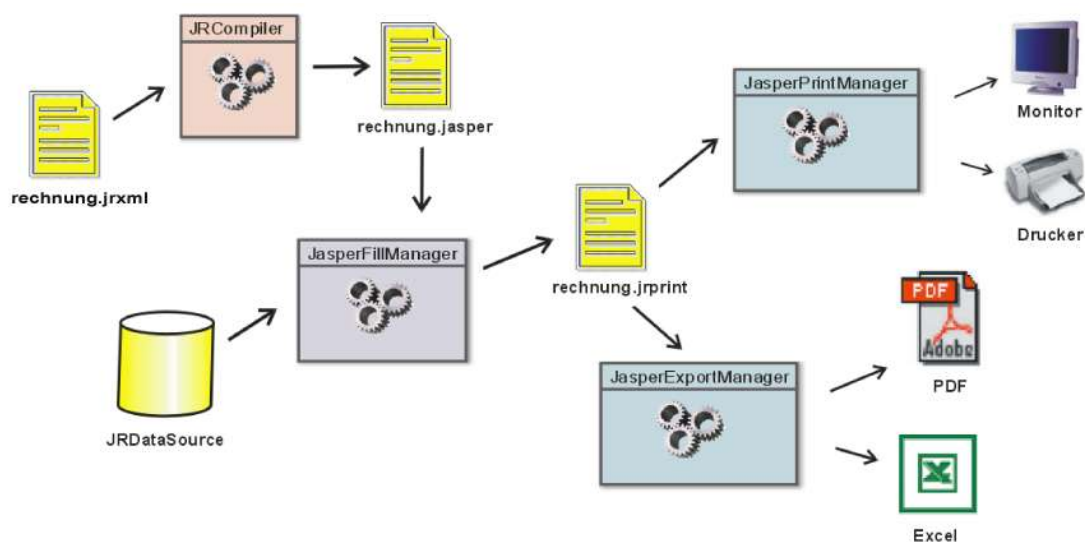 JRCompiler
rechnung.jrxml
rechnung.jasper
JasperFillManager
JRDataSource
rechnung.jrprint
JasperPrintManager
Monitor
Drucker
JasperExportManager
PDF
Adobe
PDF
X
Excel